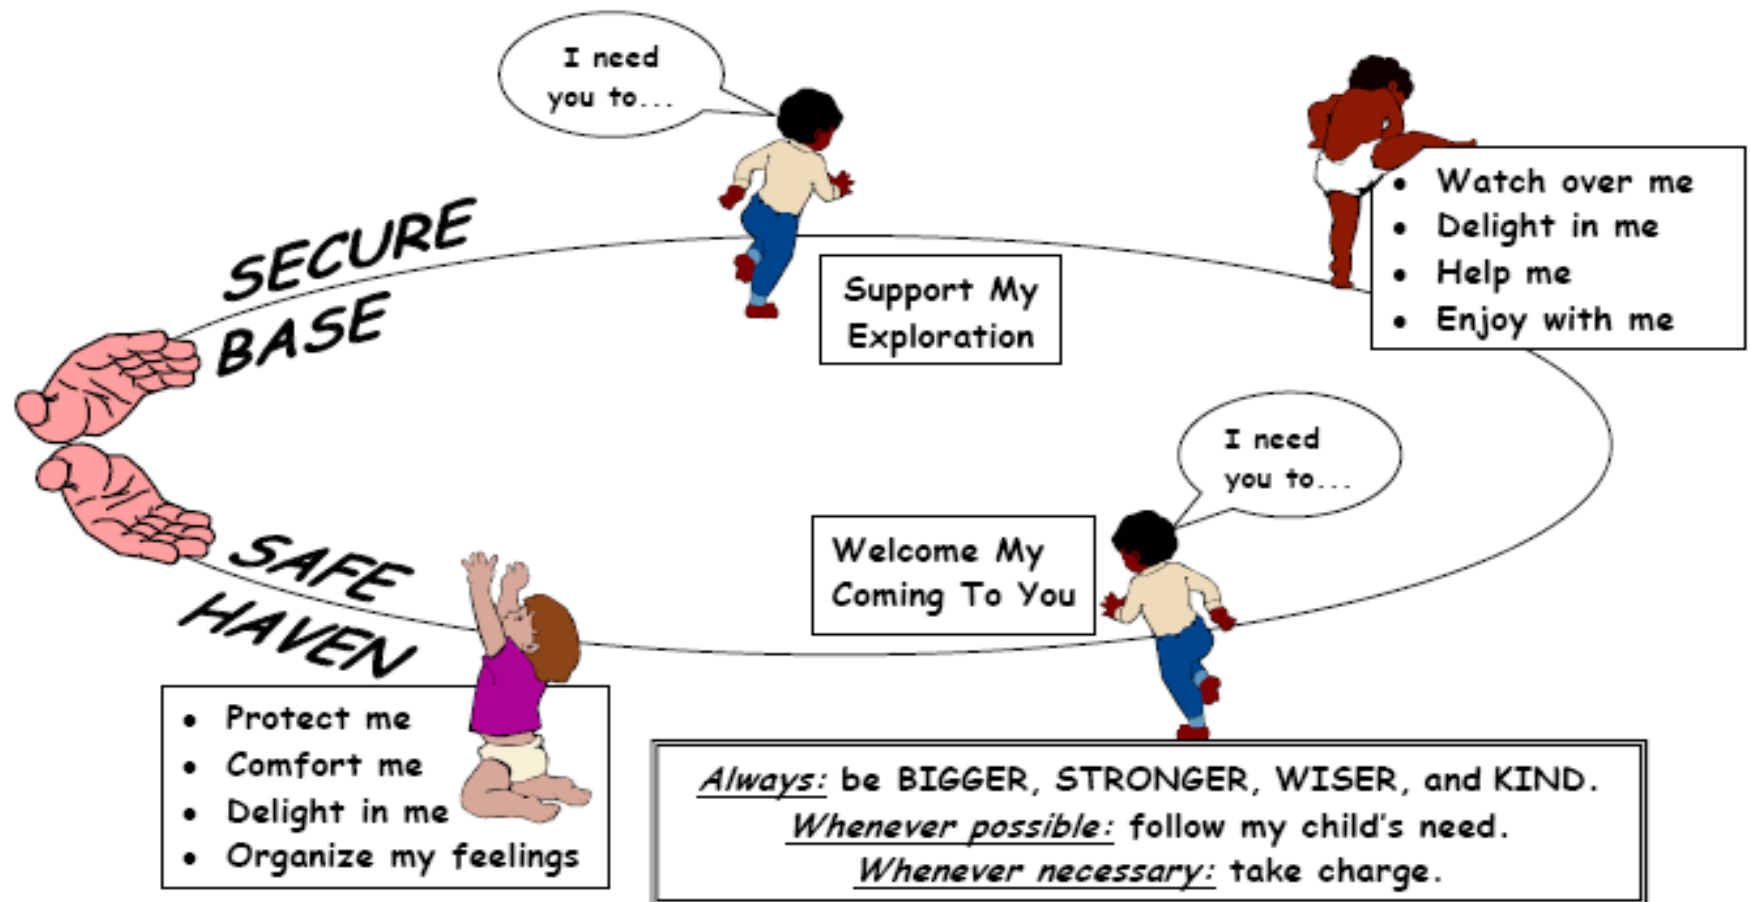 I need
you to...
SECURE
BASE
Support My
Exploration
• Watch over me
• Delight in me
• Help me
• Enjoy with me
I need
you to...
Welcome My
Coming To You
SAFE
HAVEN
• Protect me
• Comfort me
• Delight in me
• Organize my feelings
Always: be BIGGER, STRONGER, WISER, and KIND.
Whenever possible: follow my child's need.
Whenever necessary: take charge.